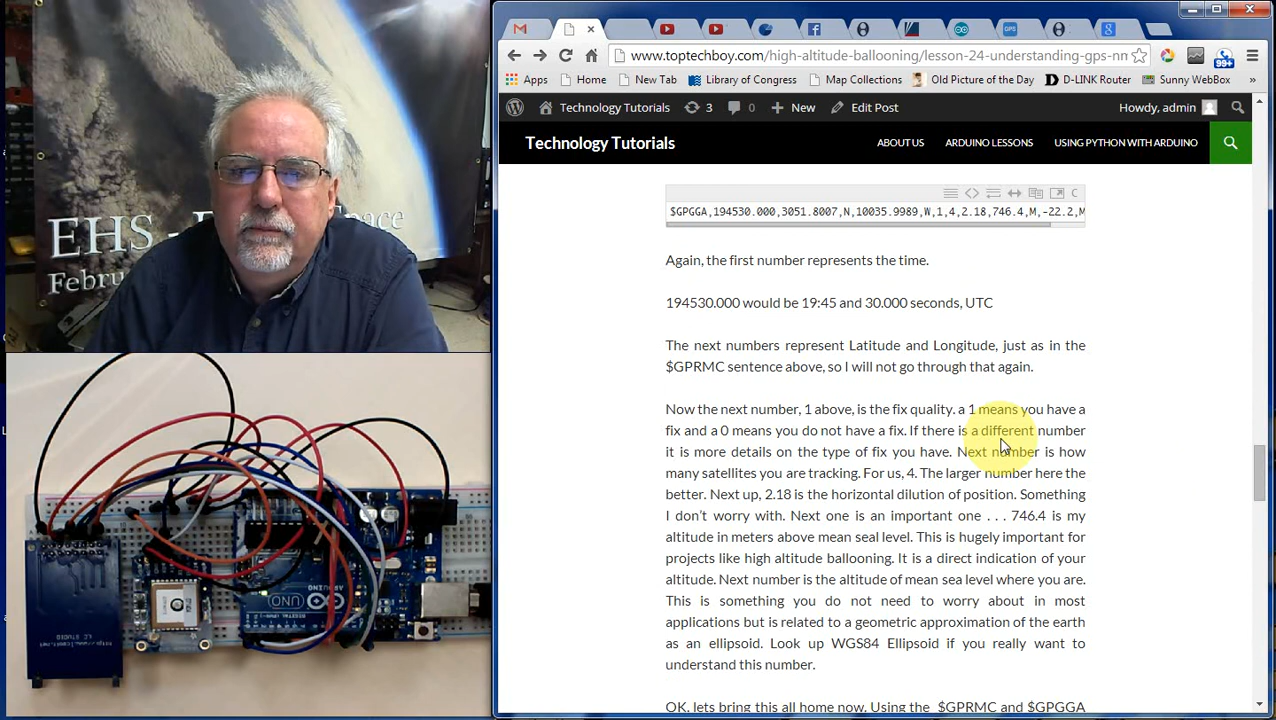 www.toptechboy.com/high-altitude-ballooning/lesson-24-understanding-gps-nm
99+
Apps Home New Tab Library of Congress Map Collections Old Picture of the Day D-LINK Router Sunny WebBox »
Technology Tutorials 3 0 New Edit Post Howdy, admin
Technology Tutorials ABOUT US ARDUINO LESSONS USING PYTHON WITH ARDUINO
$GPGGA,194530.000,3051.8007,N,10035.9989,W,1,4,2.18,746.4,M,-22.2,M
Again, the first number represents the time.
194530.000 would be 19:45 and 30.000 seconds, UTC
The next numbers represent Latitude and Longitude, just as in the
$GPRMC sentence above, so I will not go through that again.
Now the next number, 1 above, is the fix quality. a 1 means you have a
fix and a 0 means you do not have a fix. If there is a different number
it is more details on the type of fix you have. Next number is how
many satellites you are tracking. For us, 4. The larger number here the
better. Next up, 2.18 is the horizontal dilution of position. Something
I don't worry with. Next one is an important one . . . 746.4 is my
altitude in meters above mean seal level. This is hugely important for
projects like high altitude ballooning. It is a direct indication of your
altitude. Next number is the altitude of mean sea level where you are.
This is something you do not need to worry about in most
applications but is related to a geometric approximation of the earth
as an ellipsoid. Look up WGS84 Ellipsoid if you really want to
understand this number.
OK, lets bring this all home now. Using the $GPRMC and $GPGGA
EHS -
Febru
ARDUINO
UNO
LC STUDIO